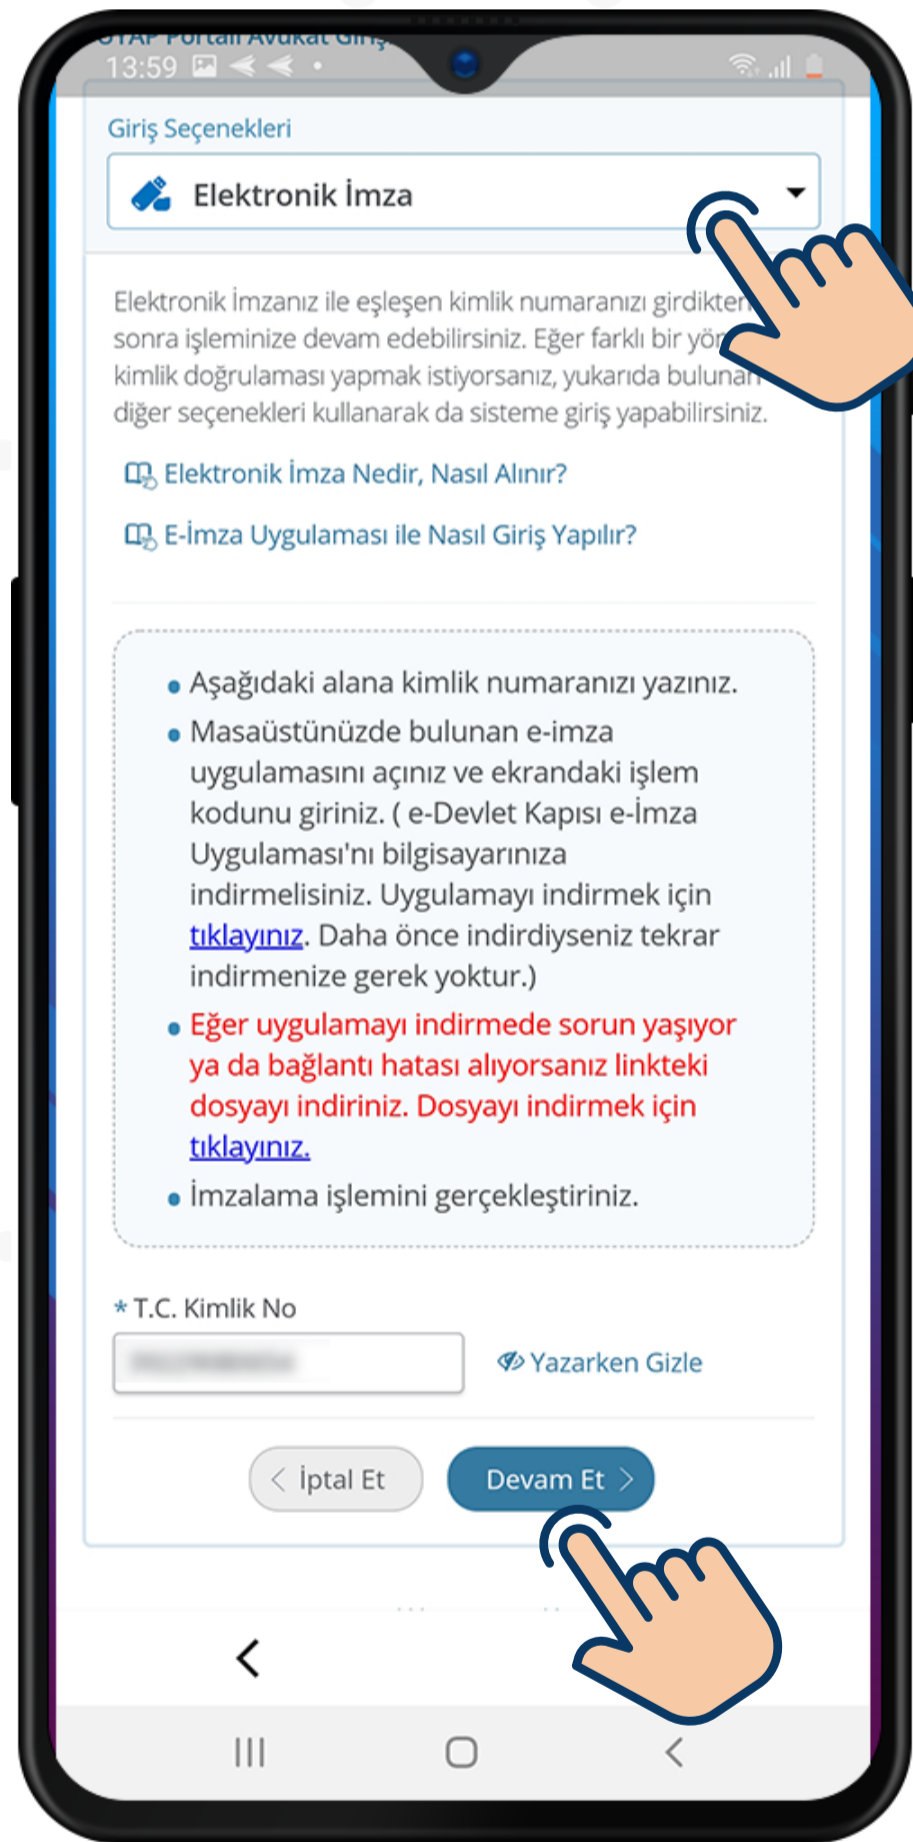 UYAP Portalı Avukat Giriş
13:59
Giriş Seçenekleri
Elektronik İmza
Elektronik İmzanız ile eşleşen kimlik numaranızı girdikten
sonra işleminize devam edebilirsiniz. Eğer farklı bir
kimlik doğrulaması yapmak istiyorsanız, yukarıda bulunan
diğer seçenekleri kullanarak da sisteme giriş yapabilirsiniz.
Elektronik İmza Nedir, Nasıl Alınır?
E-İmza Uygulaması ile Nasıl Giriş Yapılır?
Aşağıdaki alana kimlik numaranızı yazınız.
Masaüstünüzde bulunan e-imza
uygulamasını açınız ve ekrandaki işlem
kodunu giriniz. ( e-Devlet Kapısı e-İmza
Uygulaması'nı bilgisayarınıza
indirmelisiniz. Uygulamayı indirmek için
tıklayınız. Daha önce indirdiyseniz tekrar
indirmenize gerek yoktur.)
Eğer uygulamayı indirmede sorun yaşıyor
ya da bağlantı hatası alıyorsanız linkteki
dosyayı indiriniz. Dosyayı indirmek için
tıklayınız.
İmzalama işlemini gerçekleştiriniz.
* T.C. Kimlik No
Yazarken Gizle
< İptal Et
Devam Et >